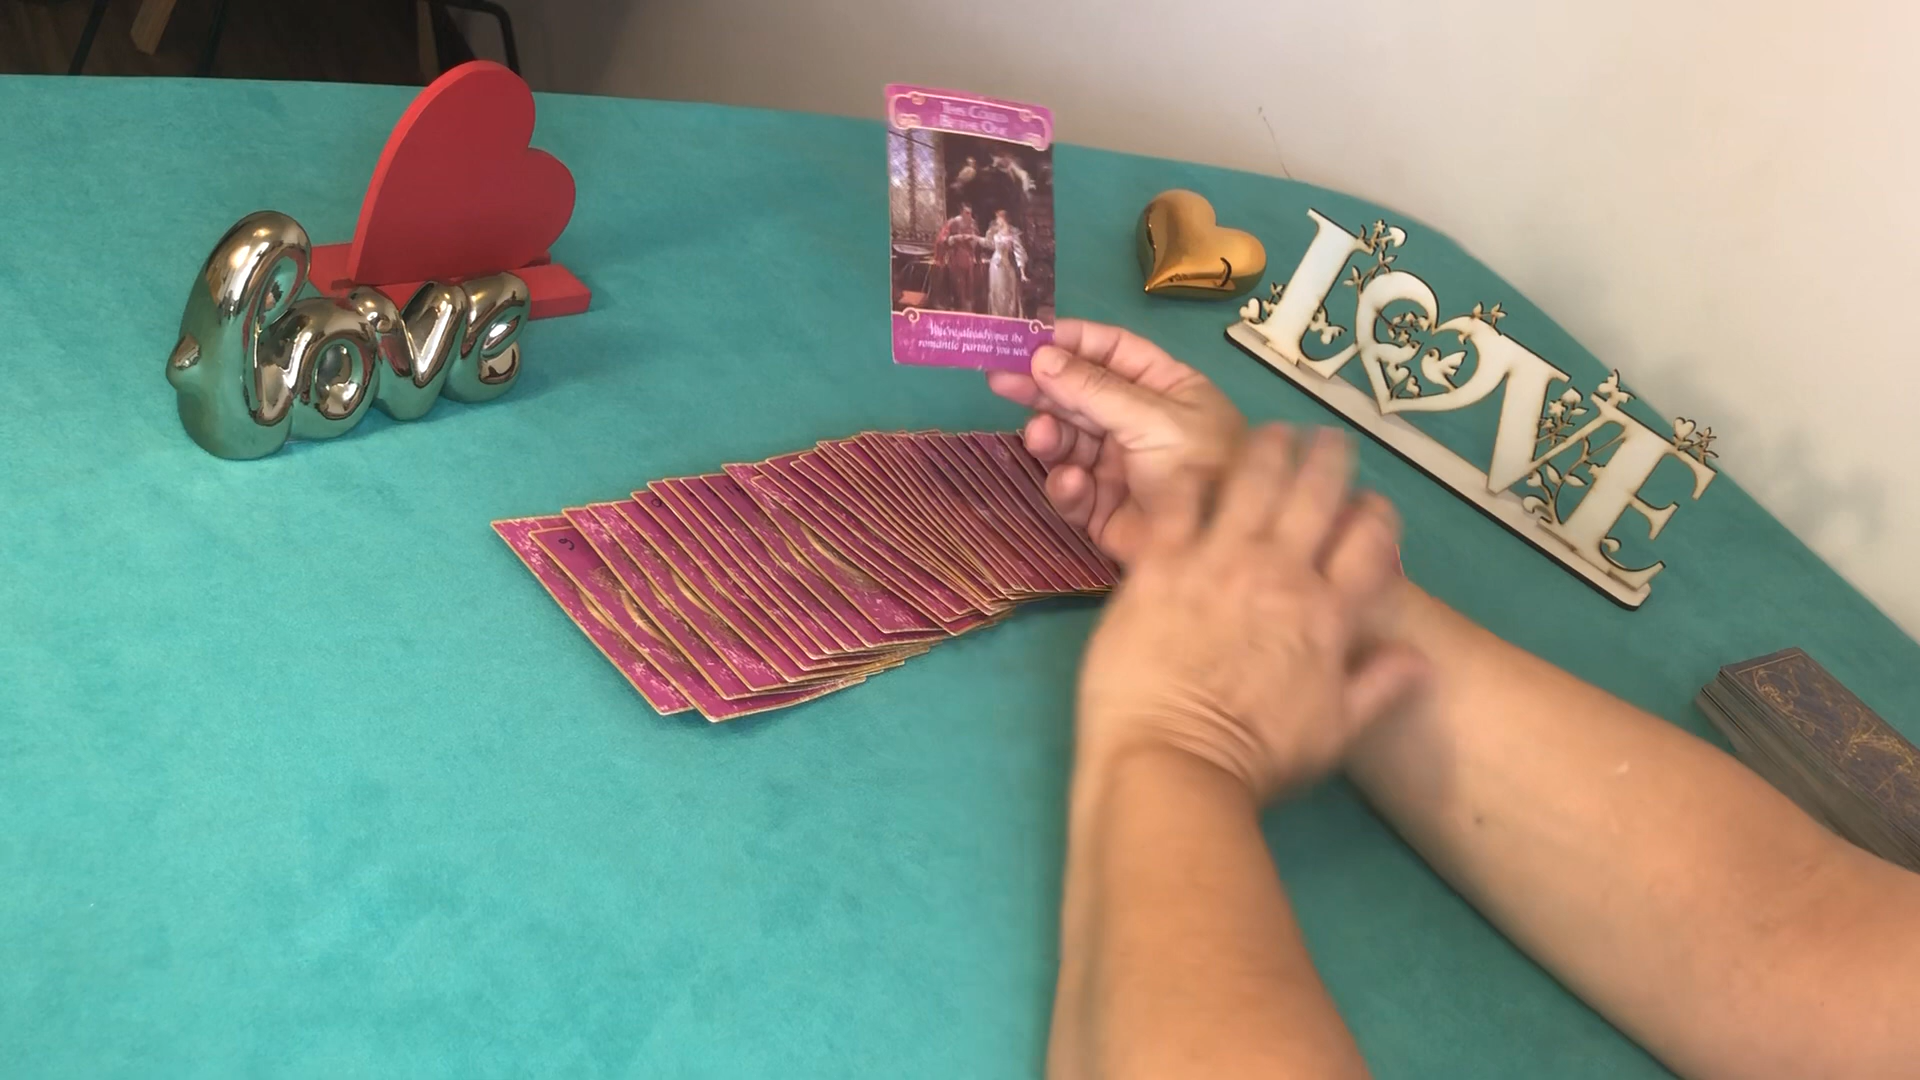 Love
THIS COULD
BE THE ONE
You've already met the
romantic partner you seek.
LOVE